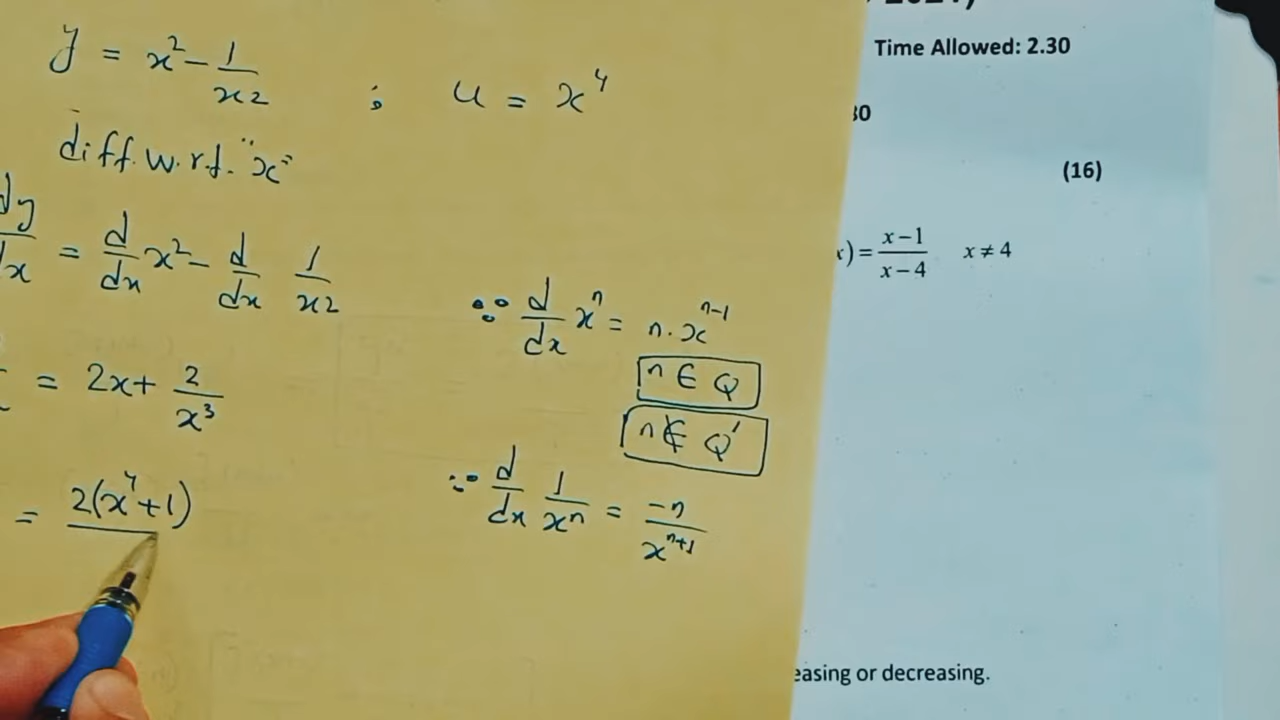 y = x² - 1/x2 ; u = x⁴
diff. w.r.t. "x"
dy/dx = d/dx x² - d/dx 1/x2
= 2x + 2/x³
= 2(x⁴+1)
∵ d/dx xⁿ = n. xⁿ⁻¹
n ∈ Q
n ∉ Q'
∵ d/dx 1/xⁿ = -n/xⁿ⁺¹
Time Allowed: 2.30
30
(16)
x) = x-1/x-4 x ≠ 4
easing or decreasing.